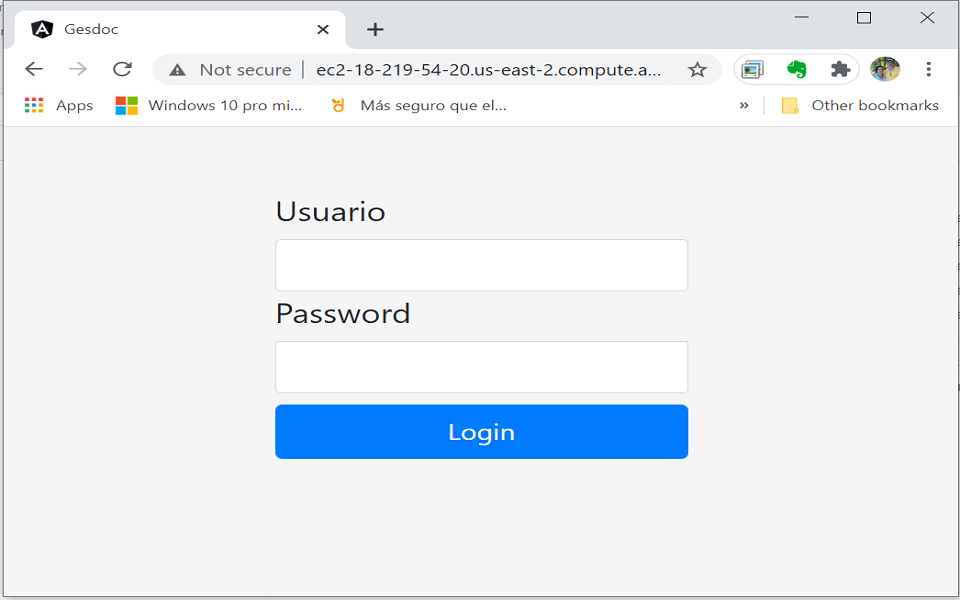 Gesdoc
Not secure | ec2-18-219-54-20.us-east-2.compute.a...
Apps Windows 10 pro mi... Más seguro que el... » Other bookmarks
Usuario
Password
Login